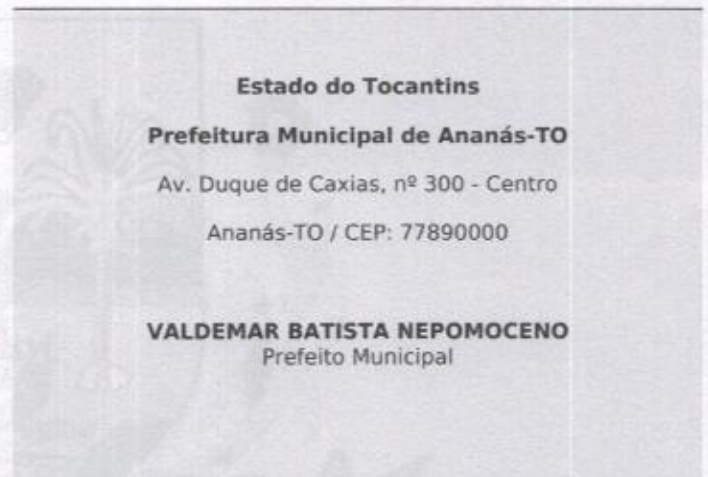 Estado do Tocantins
Prefeitura Municipal de Ananás-TO
Av. Duque de Caxias, nº 300 - Centro
Ananás-TO / CEP: 77890000
VALDEMAR BATISTA NEPOMOCENO
Prefeito Municipal